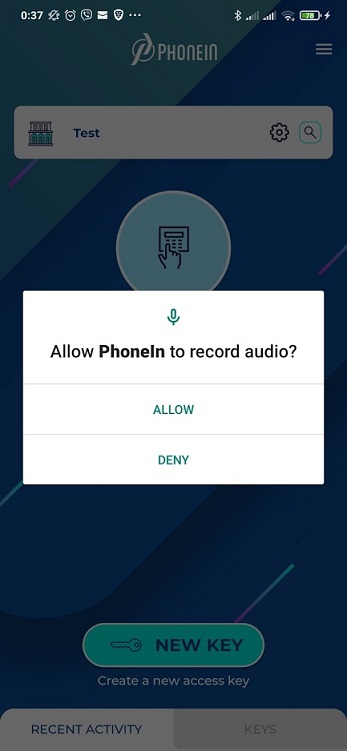 0:37
78
PHONEIN
Test
Allow PhoneIn to record audio?
ALLOW
DENY
NEW KEY
Create a new access key
RECENT ACTIVITY
KEYS